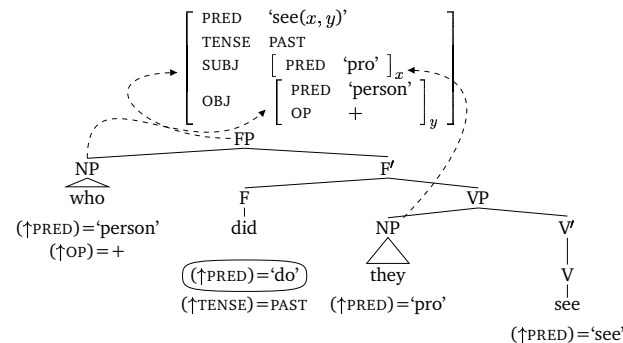 PRED ‘see(x, y)’
TENSE PAST
SUBJ [ PRED ‘pro’ ]x
OBJ [ PRED ‘person’
OP + ]y
FP
NP F′
who F VP
(↑PRED)=‘person’ did NP V′
(↑OP)=+
(↑PRED)=‘do’ they V
(↑TENSE)=PAST (↑PRED)=‘pro’ see
(↑PRED)=‘see’